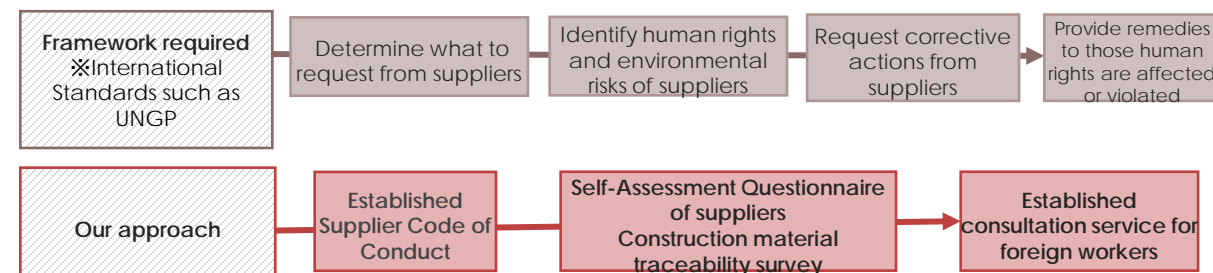 Framework required
※International
Standards such as
UNGP
Determine what to
request from suppliers
Identify human rights
and environmental
risks of suppliers
Request corrective
actions from
suppliers
Provide remedies
to those human
rights are affected
or violated
Our approach
Established
Supplier Code of
Conduct
Self-Assessment Questionnaire
of suppliers
Construction material
traceability survey
Established
consultation service for
foreign workers